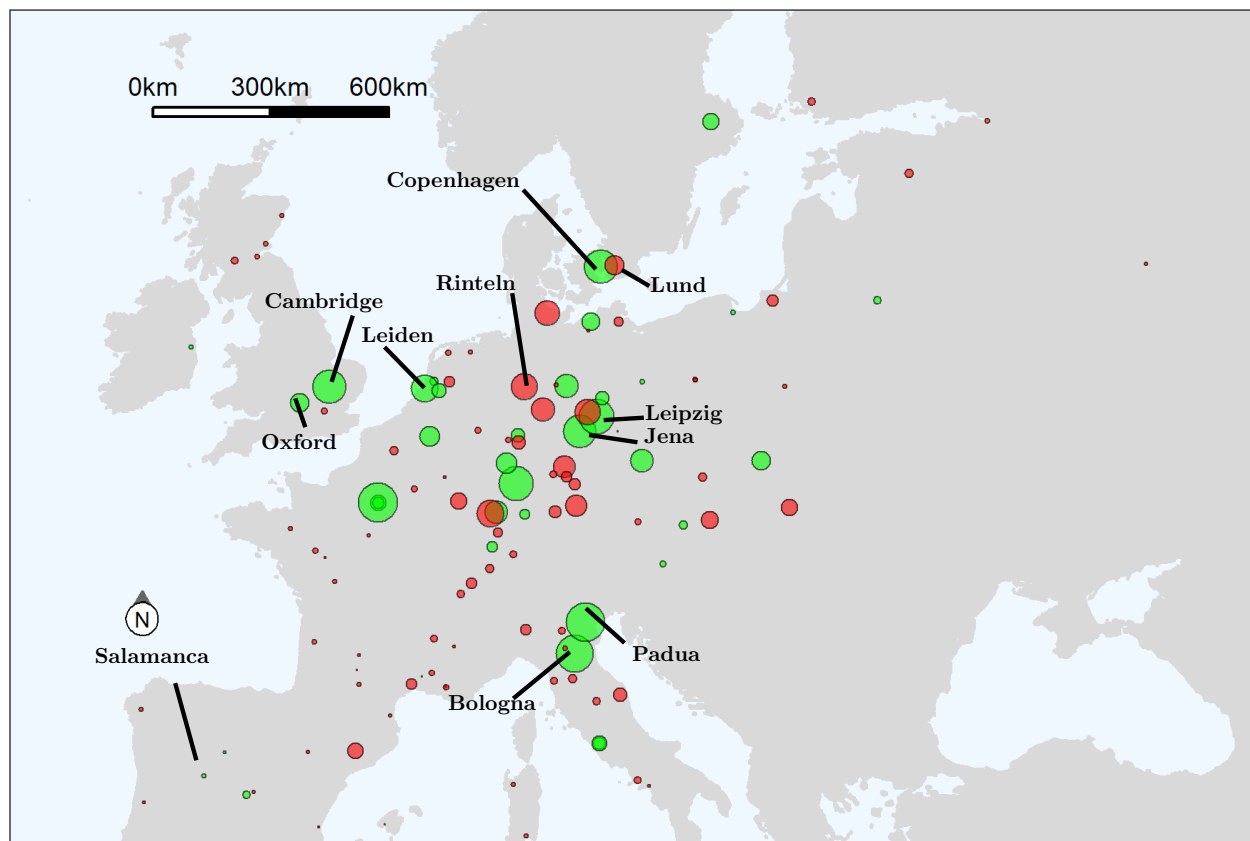 0km 300km 600km
Copenhagen
Rinteln
Lund
Cambridge
Leiden
Leipzig
Jena
Oxford
N
Salamanca
Padua
Bologna